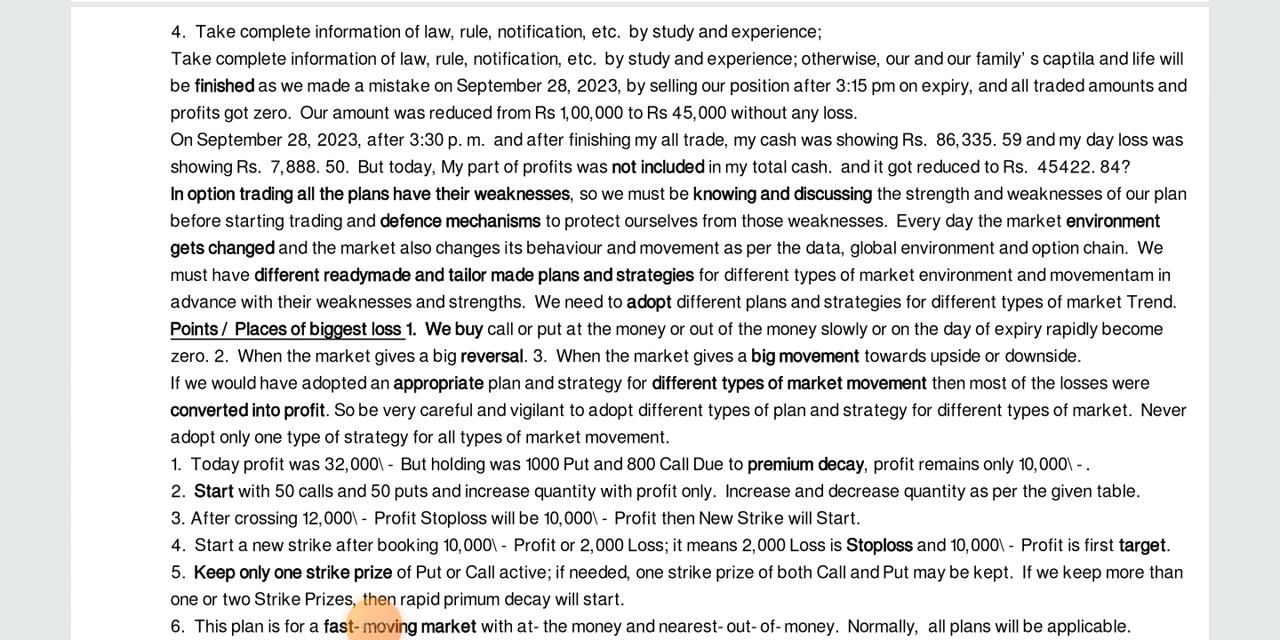 4. Take complete information of law, rule, notification, etc. by study and experience;
Take complete information of law, rule, notification, etc. by study and experience; otherwise, our and our family' s captila and life will
be finished as we made a mistake on September 28, 2023, by selling our position after 3:15 pm on expiry, and all traded amounts and
profits got zero. Our amount was reduced from Rs 1,00,000 to Rs 45,000 without any loss.
On September 28, 2023, after 3:30 p. m. and after finishing my all trade, my cash was showing Rs. 86,335. 59 and my day loss was
showing Rs. 7,888. 50. But today, My part of profits was not included in my total cash. and it got reduced to Rs. 45422. 84?
In option trading all the plans have their weaknesses, so we must be knowing and discussing the strength and weaknesses of our plan
before starting trading and defence mechanisms to protect ourselves from those weaknesses. Every day the market environment
gets changed and the market also changes its behaviour and movement as per the data, global environment and option chain. We
must have different readymade and tailor made plans and strategies for different types of market environment and movementam in
advance with their weaknesses and strengths. We need to adopt different plans and strategies for different types of market Trend.
Points / Places of biggest loss 1. We buy call or put at the money or out of the money slowly or on the day of expiry rapidly become
zero. 2. When the market gives a big reversal. 3. When the market gives a big movement towards upside or downside.
If we would have adopted an appropriate plan and strategy for different types of market movement then most of the losses were
converted into profit. So be very careful and vigilant to adopt different types of plan and strategy for different types of market. Never
adopt only one type of strategy for all types of market movement.
1. Today profit was 32,000\ - But holding was 1000 Put and 800 Call Due to premium decay, profit remains only 10,000\ - .
2. Start with 50 calls and 50 puts and increase quantity with profit only. Increase and decrease quantity as per the given table.
3. After crossing 12,000\ - Profit Stoploss will be 10,000\ - Profit then New Strike will Start.
4. Start a new strike after booking 10,000\ - Profit or 2,000 Loss; it means 2,000 Loss is Stoploss and 10,000\ - Profit is first target.
5. Keep only one strike prize of Put or Call active; if needed, one strike prize of both Call and Put may be kept. If we keep more than
one or two Strike Prizes, then rapid primum decay will start.
6. This plan is for a fast- moving market with at- the money and nearest- out- of- money. Normally, all plans will be applicable.